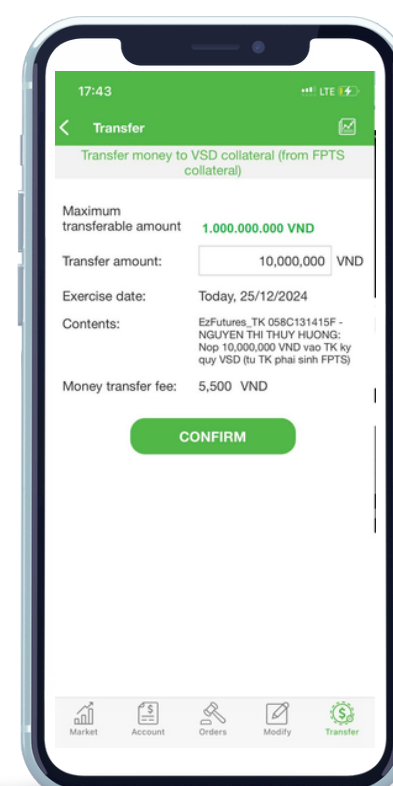 17:43
LTE
Transfer
Transfer money to VSD collateral (from FPTS
collateral)
Maximum
transferable amount 1.000.000.000 VND
Transfer amount: 10,000,000 VND
Exercise date: Today, 25/12/2024
Contents: EzFutures_TK 058C131415F -
NGUYEN THI THUY HUONG:
Nop 10,000,000 VND vao TK ky
quy VSD (tu TK phai sinh FPTS)
Money transfer fee: 5,500 VND
CONFIRM
Market Account Orders Modify Transfer